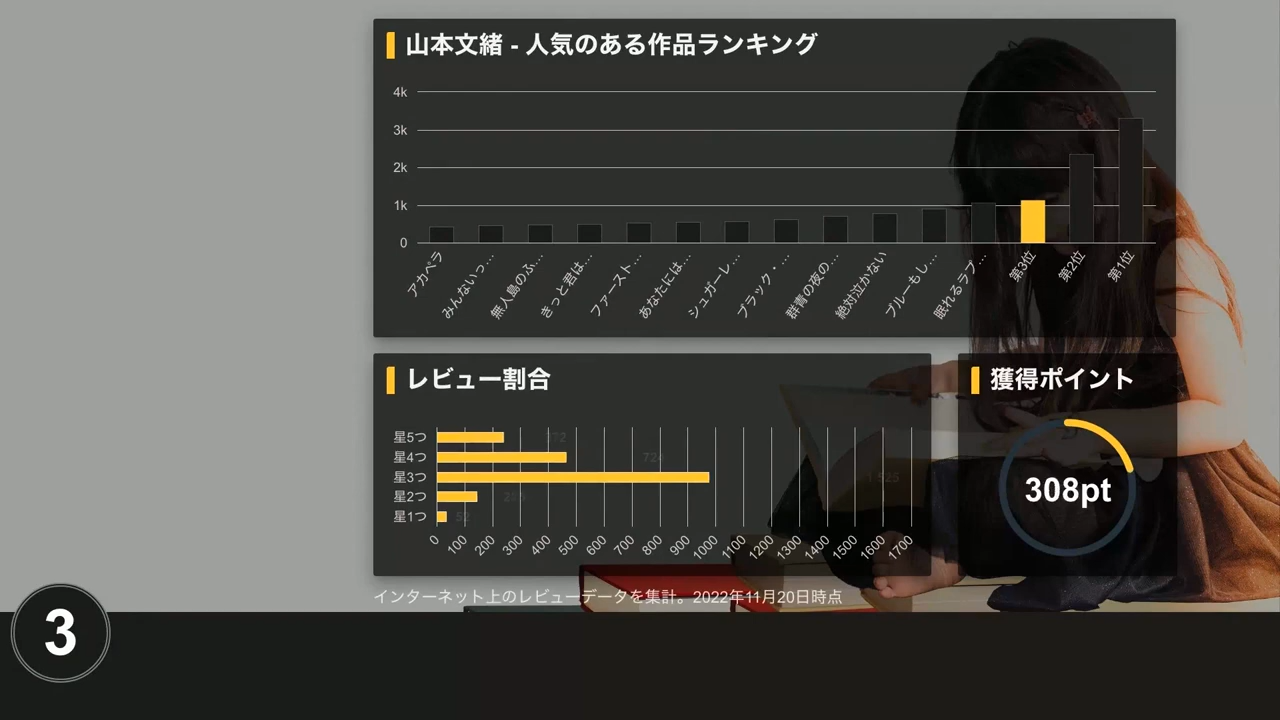 山本文緒 - 人気のある作品ランキング
4k
3k
2k
1k
0
アカペラ
みんないっ…
無人島のふ…
きっと君は…
ファースト…
あなたには…
シュガーレ…
ブラック・…
群青の夜の…
絶対泣かない
ブルーもし…
眠れるラブ…
第3位
第2位
第1位
レビュー割合
星5つ
星4つ
星3つ
星2つ
星1つ
0 100 200 300 400 500 600 700 800 900 1000 1100 1200 1300 1400 1500 1600 1700
獲得ポイント
308pt
インターネット上のレビューデータを集計。2022年11月20日時点
3